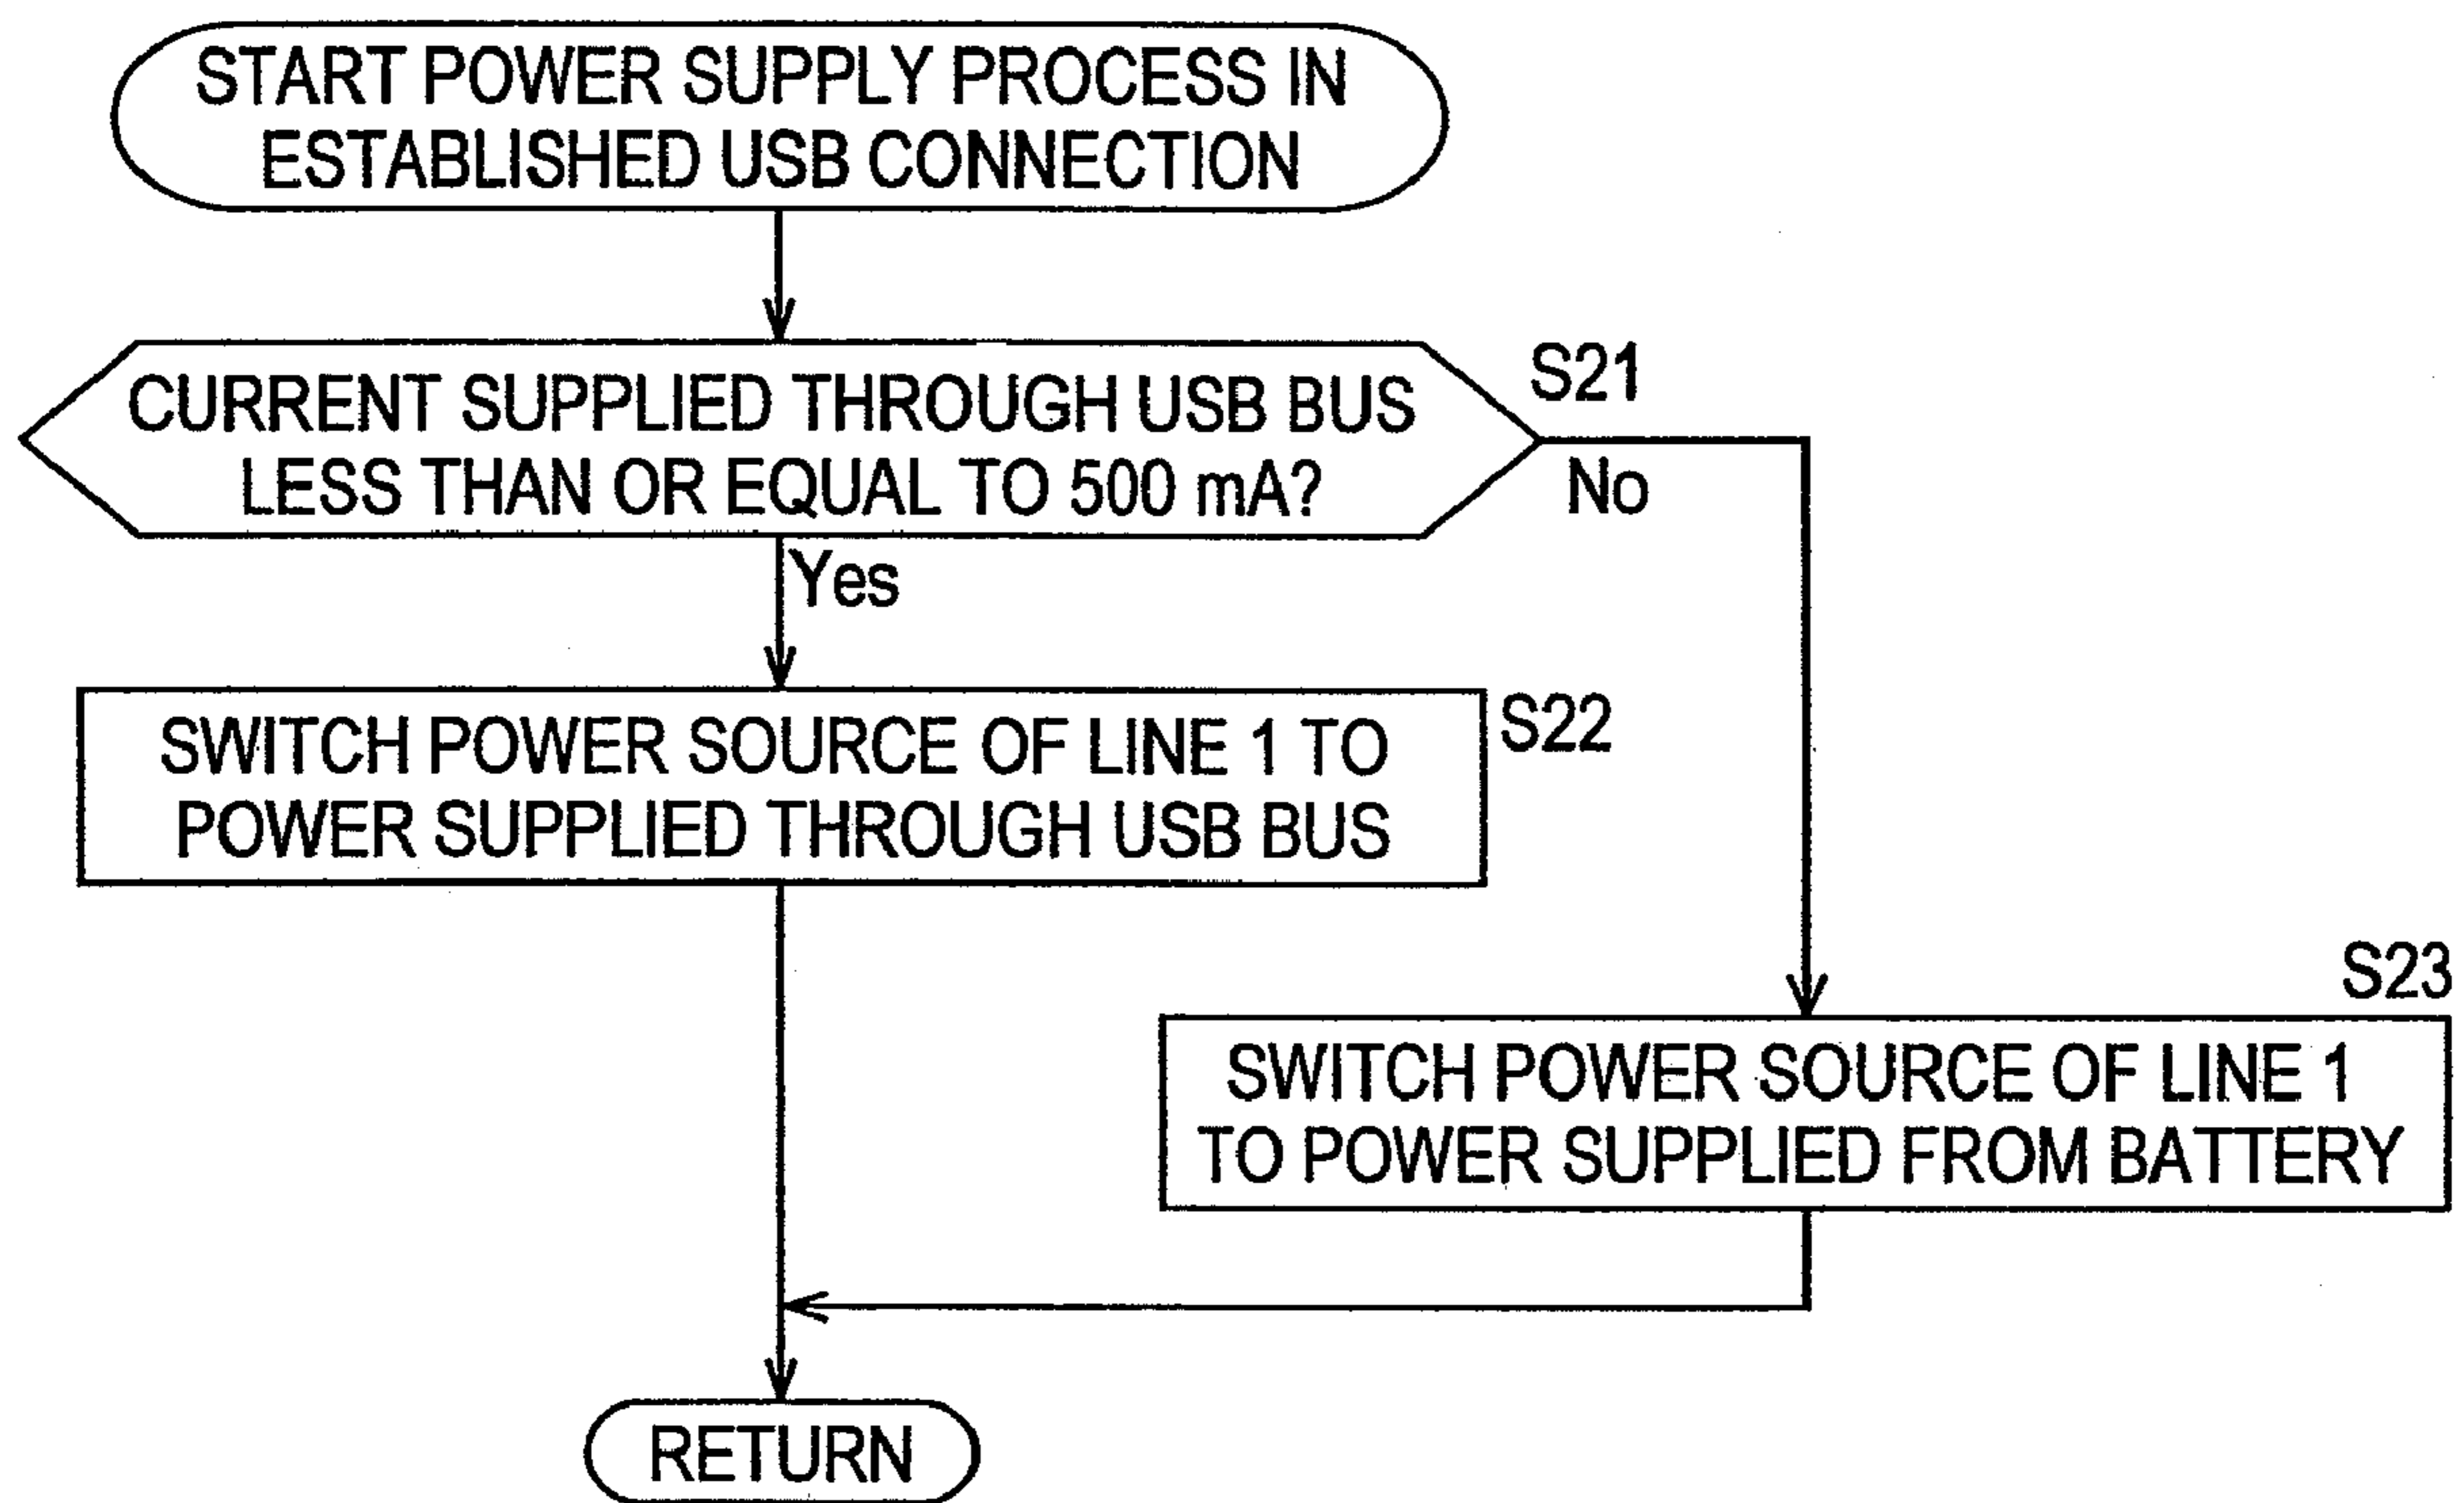 START POWER SUPPLY PROCESS IN
ESTABLISHED USB CONNECTION
CURRENT SUPPLIED THROUGH USB BUS
LESS THAN OR EQUAL TO 500 mA?
S21
No
Yes
SWITCH POWER SOURCE OF LINE 1 TO
POWER SUPPLIED THROUGH USB BUS
S22
S23
SWITCH POWER SOURCE OF LINE 1
TO POWER SUPPLIED FROM BATTERY
RETURN